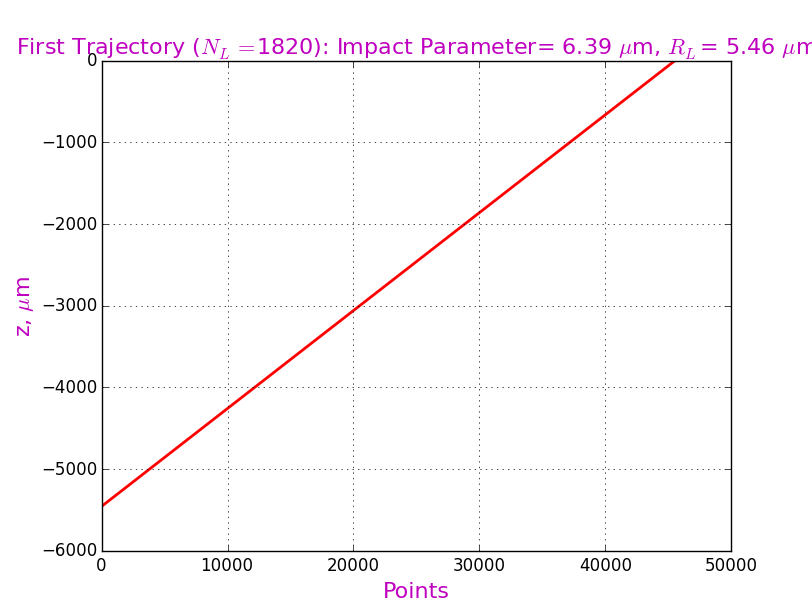 First Trajectory (N_L =1820): Impact Parameter= 6.39 μm, R_L = 5.46 μm
0
−1000
−2000
−3000
−4000
−5000
−6000
z, μm
0 10000 20000 30000 40000 50000
Points